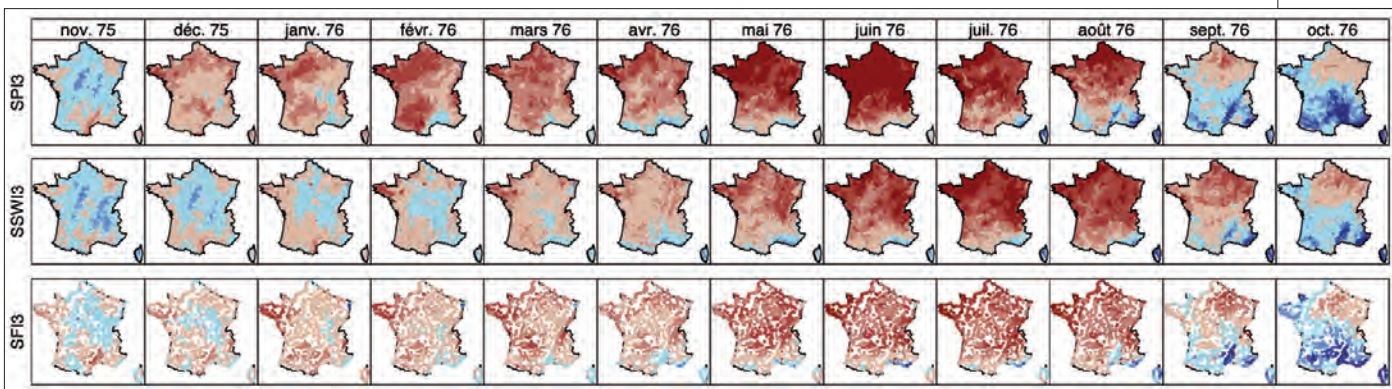 nov. 75 déc. 75 janv. 76 févr. 76 mars 76 avr. 76 mai 76 juin 76 juil. 76 août 76 sept. 76 oct. 76
SPI3
SSWI3
SFI3